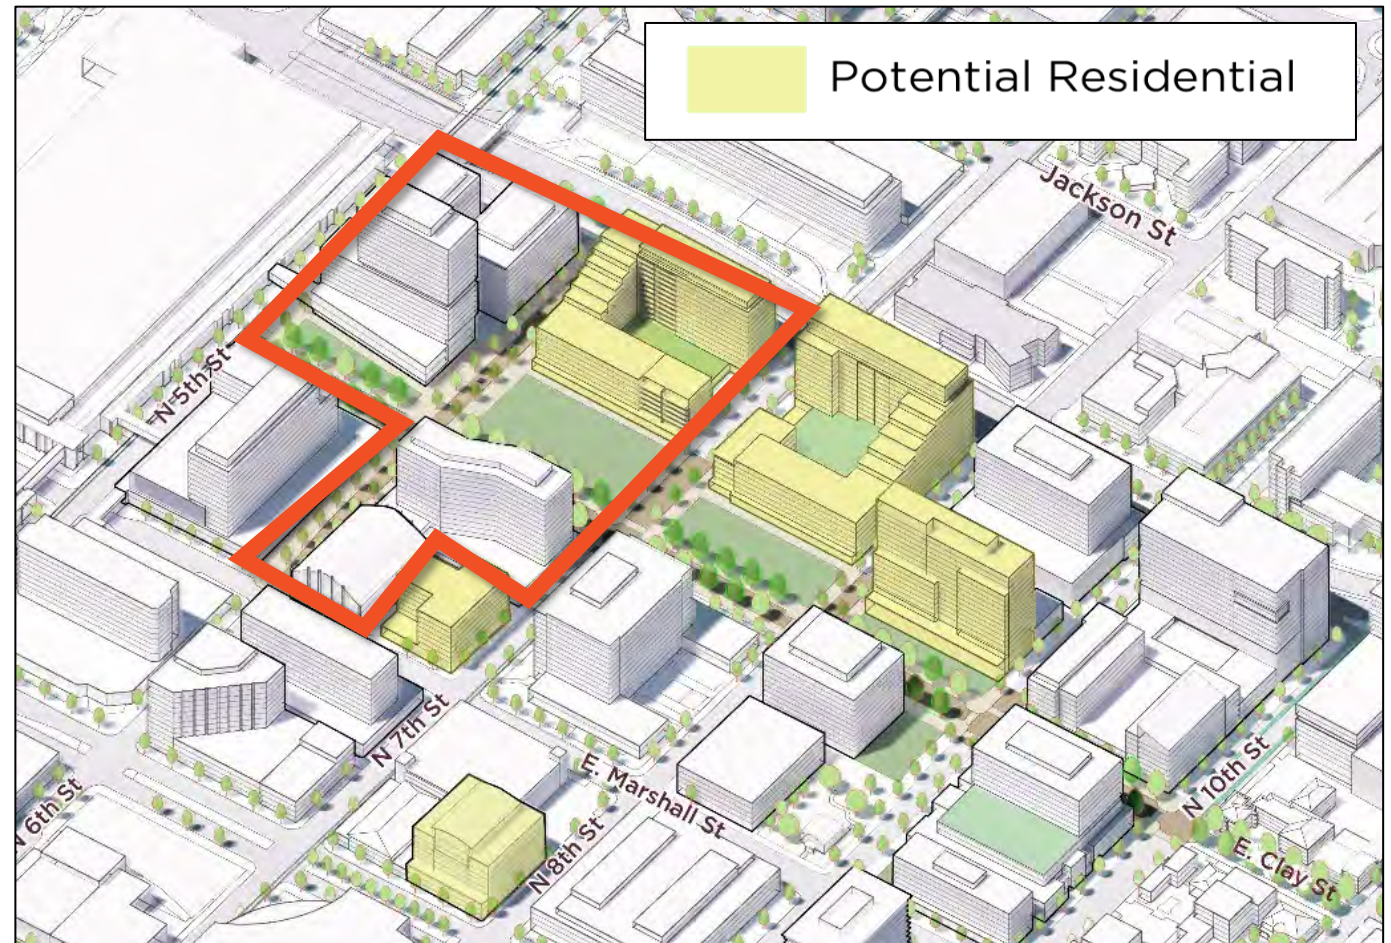 Potential Residential
Jackson St
N 5th St
N 7th St
E. Marshall St
N 6th St
N 8th St
N 10th St
E. Clay St